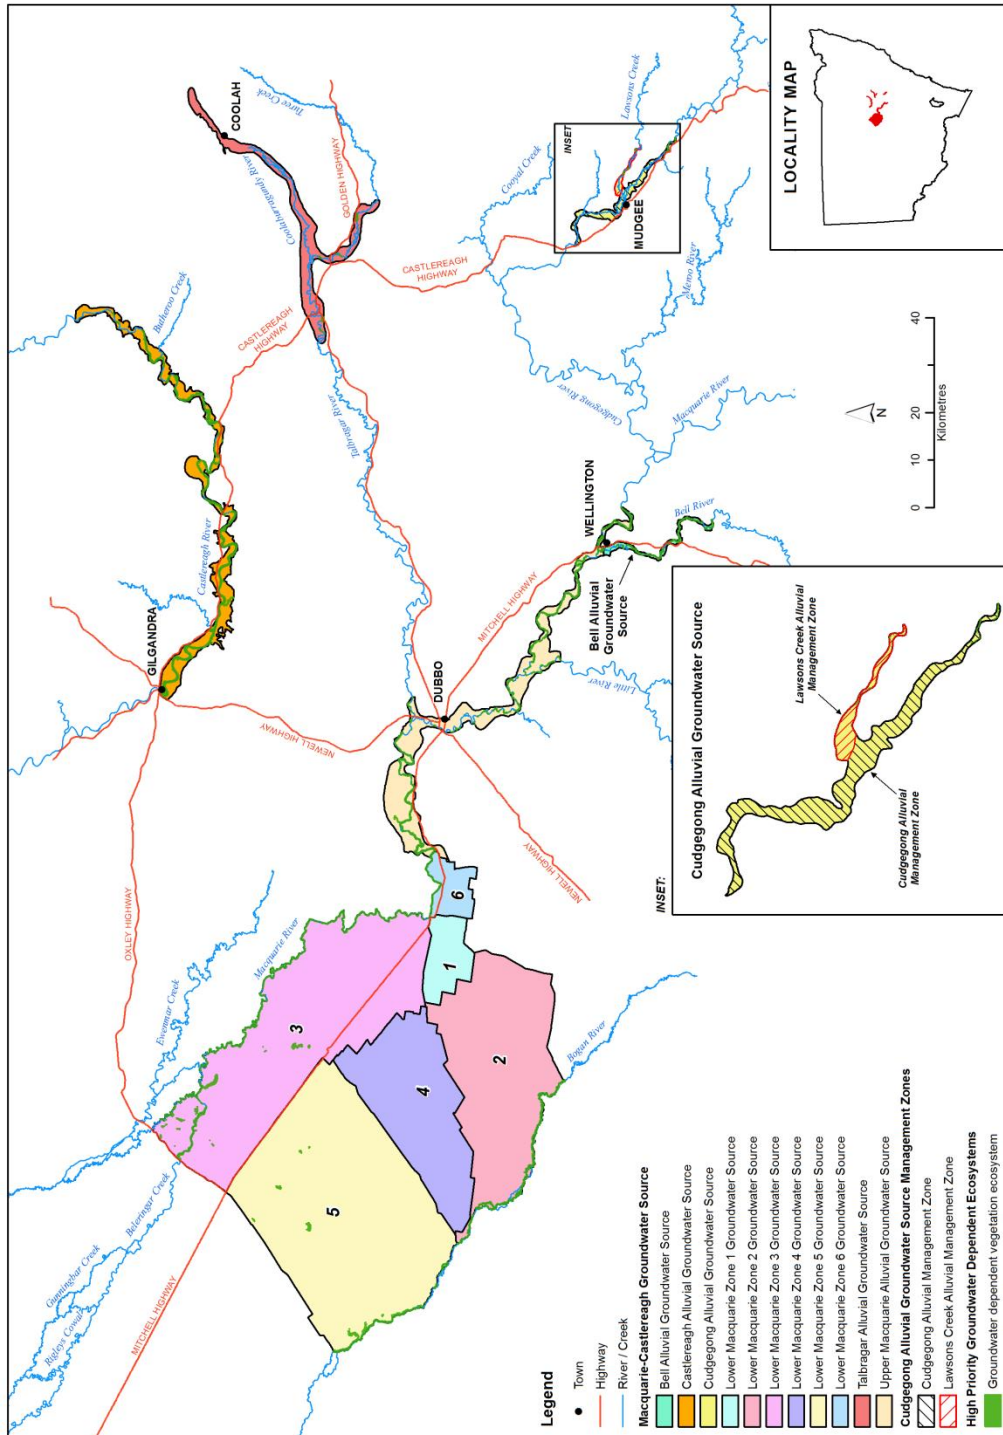 COOLAH
Turee Creek
Coolaburragundy River
GOLDEN HIGHWAY
CASTLEREAGH
HIGHWAY
Butheroo Creek
CASTLEREAGH
HIGHWAY
Castlereagh River
GILGANDRA
Talbragar River
OXLEY HIGHWAY
NEWELL HIGHWAY
DUBBO
MITCHELL HIGHWAY
NEWELL HIGHWAY
WELLINGTON
Bell Alluvial
Groundwater
Source
Bell River
Little River
Macquarie River
Cudgegong River
Meroo River
Cooyal Creek
Lawsons Creek
INSET
MUDGEE
Ewenmar Creek
Macquarie River
Beleringar Creek
Gunningbar Creek
Rigleys Cowal
MITCHELL HIGHWAY
Bogan River
1
2
3
4
5
6
LOCALITY MAP
N
0 10 20 40
Kilometres
INSET:
Cudgegong Alluvial Groundwater Source
Lawsons Creek Alluvial
Management Zone
Cudgegong Alluvial
Management Zone
Legend
Town
Highway
River / Creek
Macquarie-Castlereagh Groundwater Source
Bell Alluvial Groundwater Source
Castlereagh Alluvial Groundwater Source
Cudgegong Alluvial Groundwater Source
Lower Macquarie Zone 1 Groundwater Source
Lower Macquarie Zone 2 Groundwater Source
Lower Macquarie Zone 3 Groundwater Source
Lower Macquarie Zone 4 Groundwater Source
Lower Macquarie Zone 5 Groundwater Source
Lower Macquarie Zone 6 Groundwater Source
Talbragar Alluvial Groundwater Source
Upper Macquarie Alluvial Groundwater Source
Cudgegong Alluvial Groundwater Source Management Zones
Cudgegong Alluvial Management Zone
Lawsons Creek Alluvial Management Zone
High Priority Groundwater Dependent Ecosystems
Groundwater dependent vegetation ecosystem